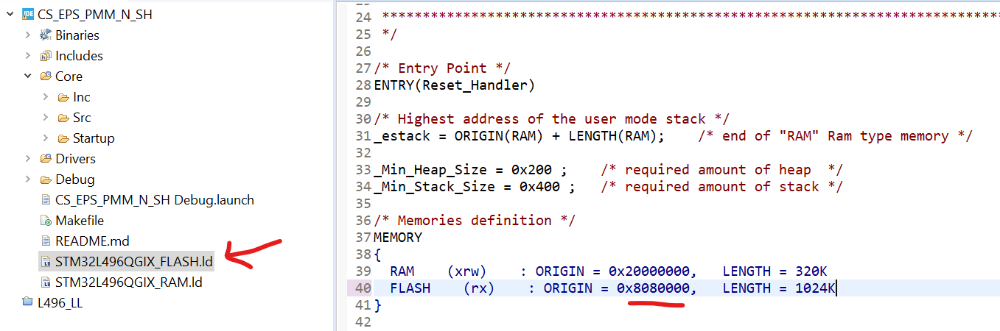 CS_EPS_PMM_N_SH
Binaries
Includes
Core
Inc
Src
Startup
Drivers
Debug
CS_EPS_PMM_N_SH Debug.launch
Makefile
README.md
STM32L496QGIX_FLASH.ld
STM32L496QGIX_RAM.ld
L496_LL
24 ******************************************************************************
25 */
26
27 /* Entry Point */
28 ENTRY(Reset_Handler)
29
30 /* Highest address of the user mode stack */
31 _estack = ORIGIN(RAM) + LENGTH(RAM);    /* end of "RAM" Ram type memory */
32
33 _Min_Heap_Size = 0x200 ;    /* required amount of heap  */
34 _Min_Stack_Size = 0x400 ;   /* required amount of stack */
35
36 /* Memories definition */
37 MEMORY
38 {
39   RAM    (xrw)    : ORIGIN = 0x20000000,   LENGTH = 320K
40   FLASH    (rx)    : ORIGIN = 0x8080000,   LENGTH = 1024K
41 }
42